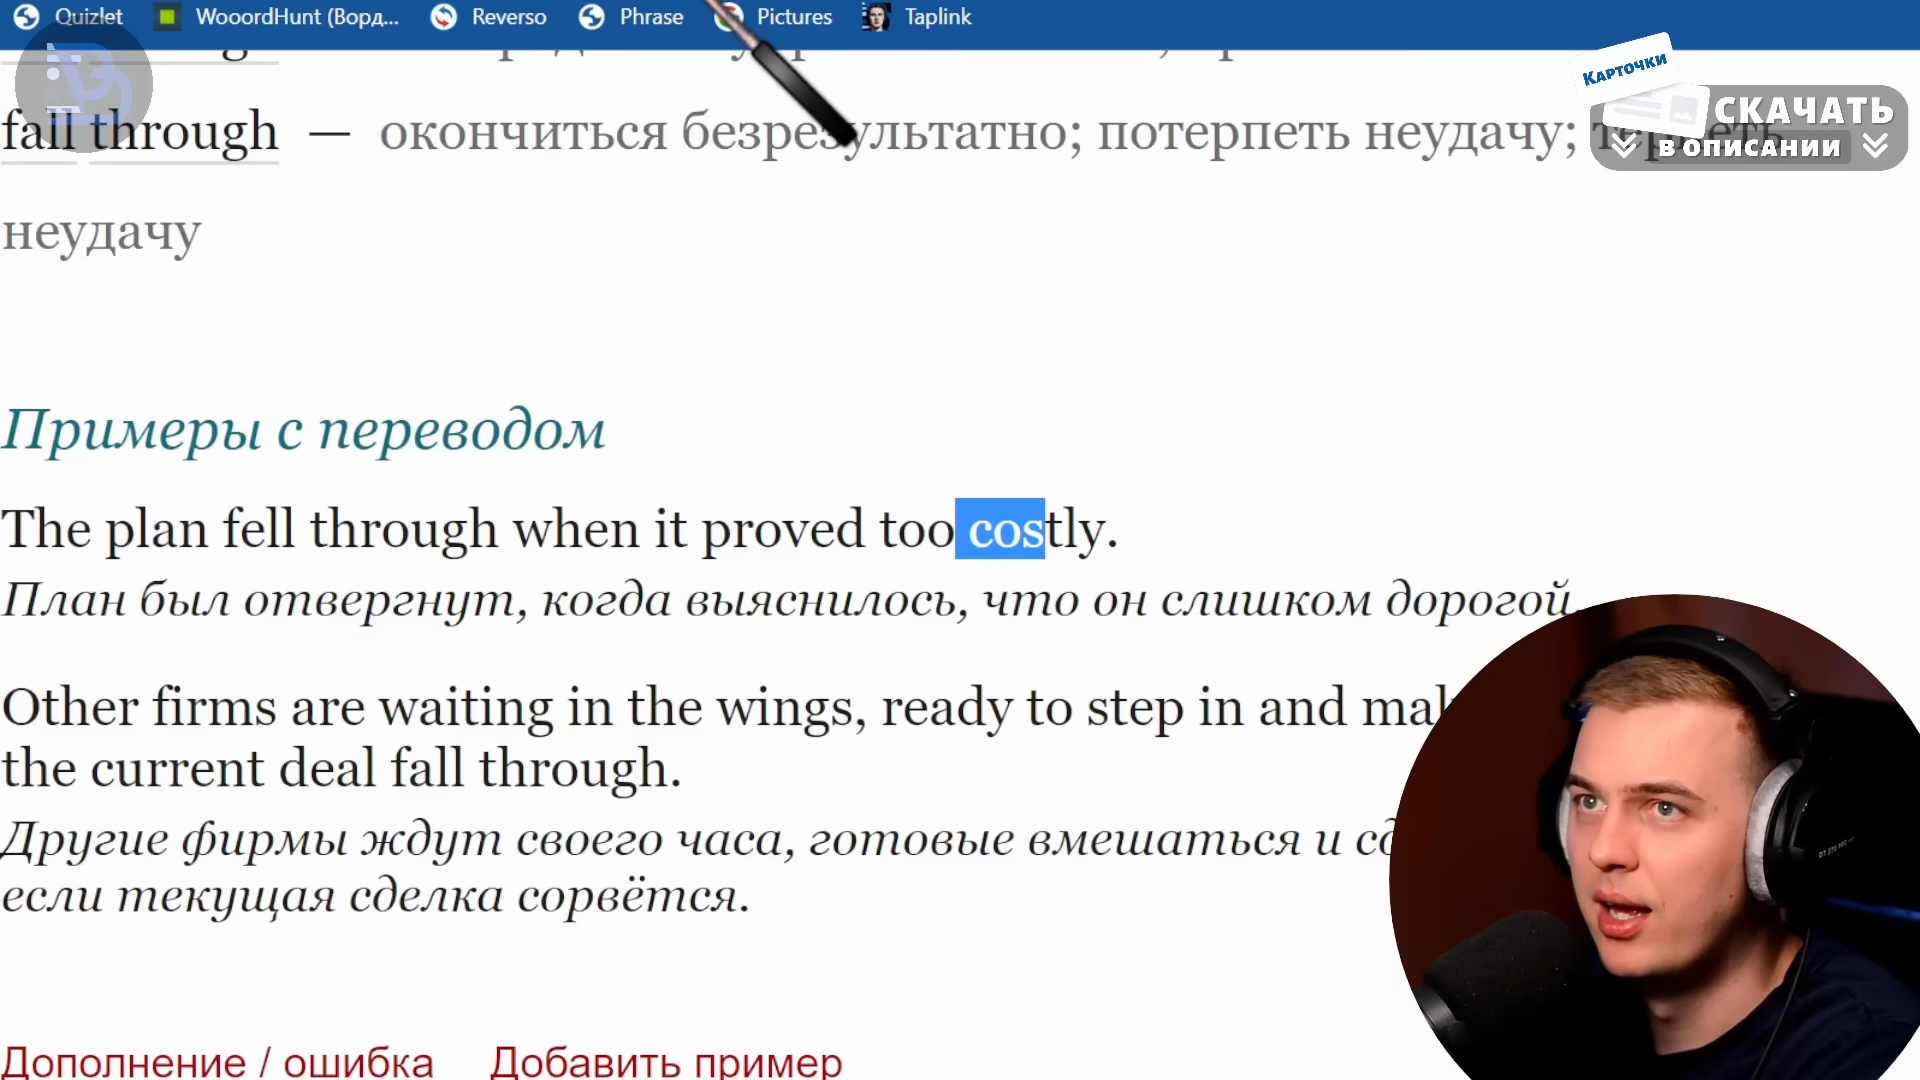 Quizlet WooordHunt (Ворд... Reverso Phrase Pictures Taplink
Карточки
СКАЧАТЬ
В ОПИСАНИИ
fall through — окончиться безрезультатно; потерпеть неудачу; терпеть
неудачу
Примеры с переводом
The plan fell through when it proved too costly.
План был отвергнут, когда выяснилось, что он слишком дорогой.
Other firms are waiting in the wings, ready to step in and
the current deal fall through.
Другие фирмы ждут своего часа, готовые вмешаться и
если текущая сделка сорвётся.
Дополнение / ошибка Добавить пример